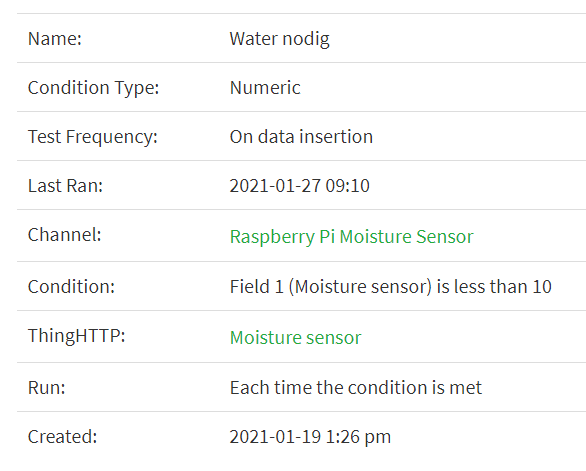 Name: Water nodig
Condition Type: Numeric
Test Frequency: On data insertion
Last Ran: 2021-01-27 09:10
Channel: Raspberry Pi Moisture Sensor
Condition: Field 1 (Moisture sensor) is less than 10
ThingHTTP: Moisture sensor
Run: Each time the condition is met
Created: 2021-01-19 1:26 pm